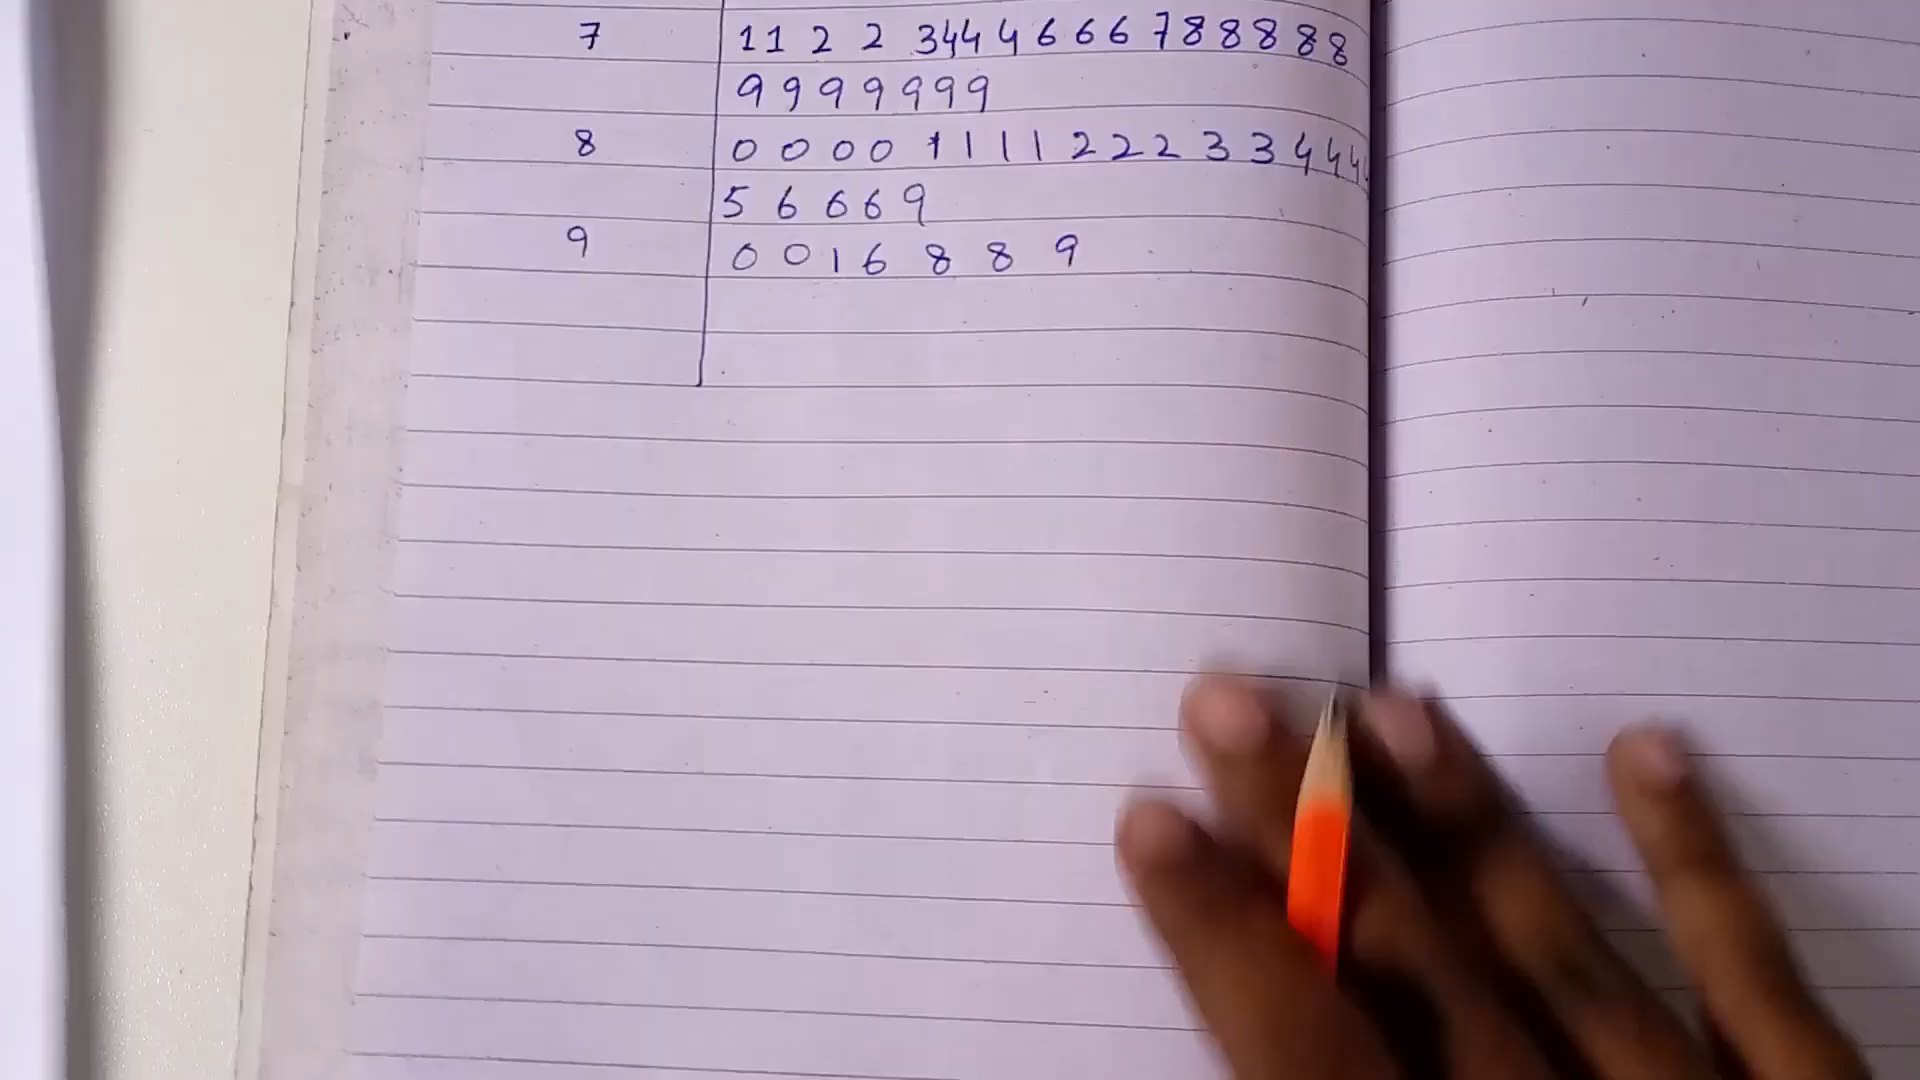 7 1 1 2 2 3 4 4 4 6 6 6 7 8 8 8 8 8
9 9 9 9 9 9 9
8 0 0 0 0 1 1 1 1 2 2 2 3 3 4 4 4
5 6 6 6 9
9 0 0 1 6 8 8 9